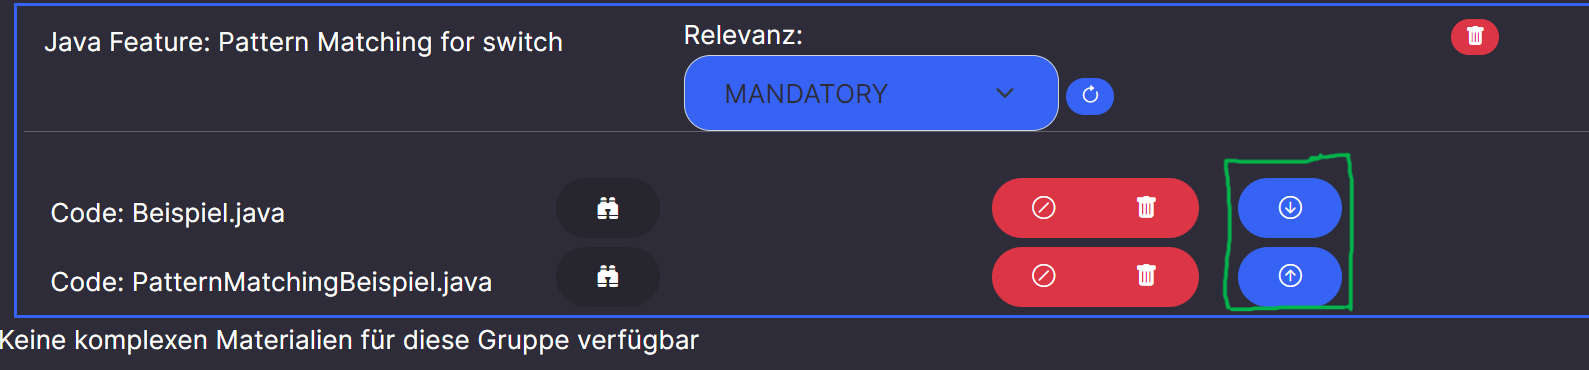 Java Feature: Pattern Matching for switch
Relevanz:
MANDATORY
Code: Beispiel.java
Code: PatternMatchingBeispiel.java
Keine komplexen Materialien für diese Gruppe verfügbar